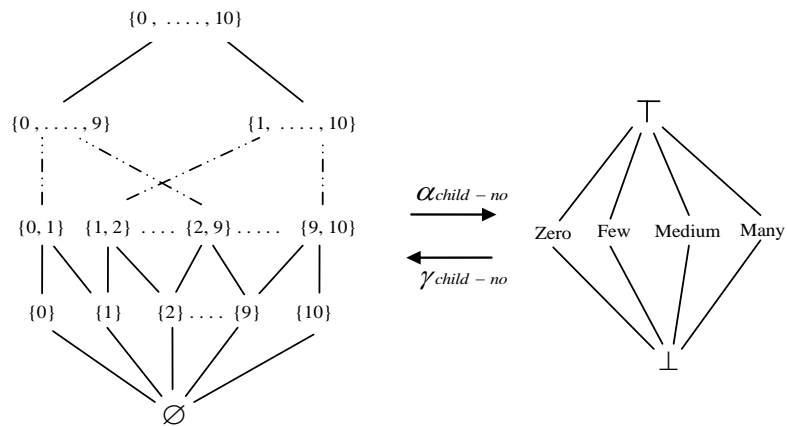 {0 , . . . . , 10}
{0 , . . . . , 9} {1, . . . . . , 10}
⊤
α child – no
{0, 1} {1, 2} . . . . {2, 9} . . . . . {9, 10}
Zero Few Medium Many
γ child – no
{0} {1} {2} . . . . {9} {10}
⊥
∅